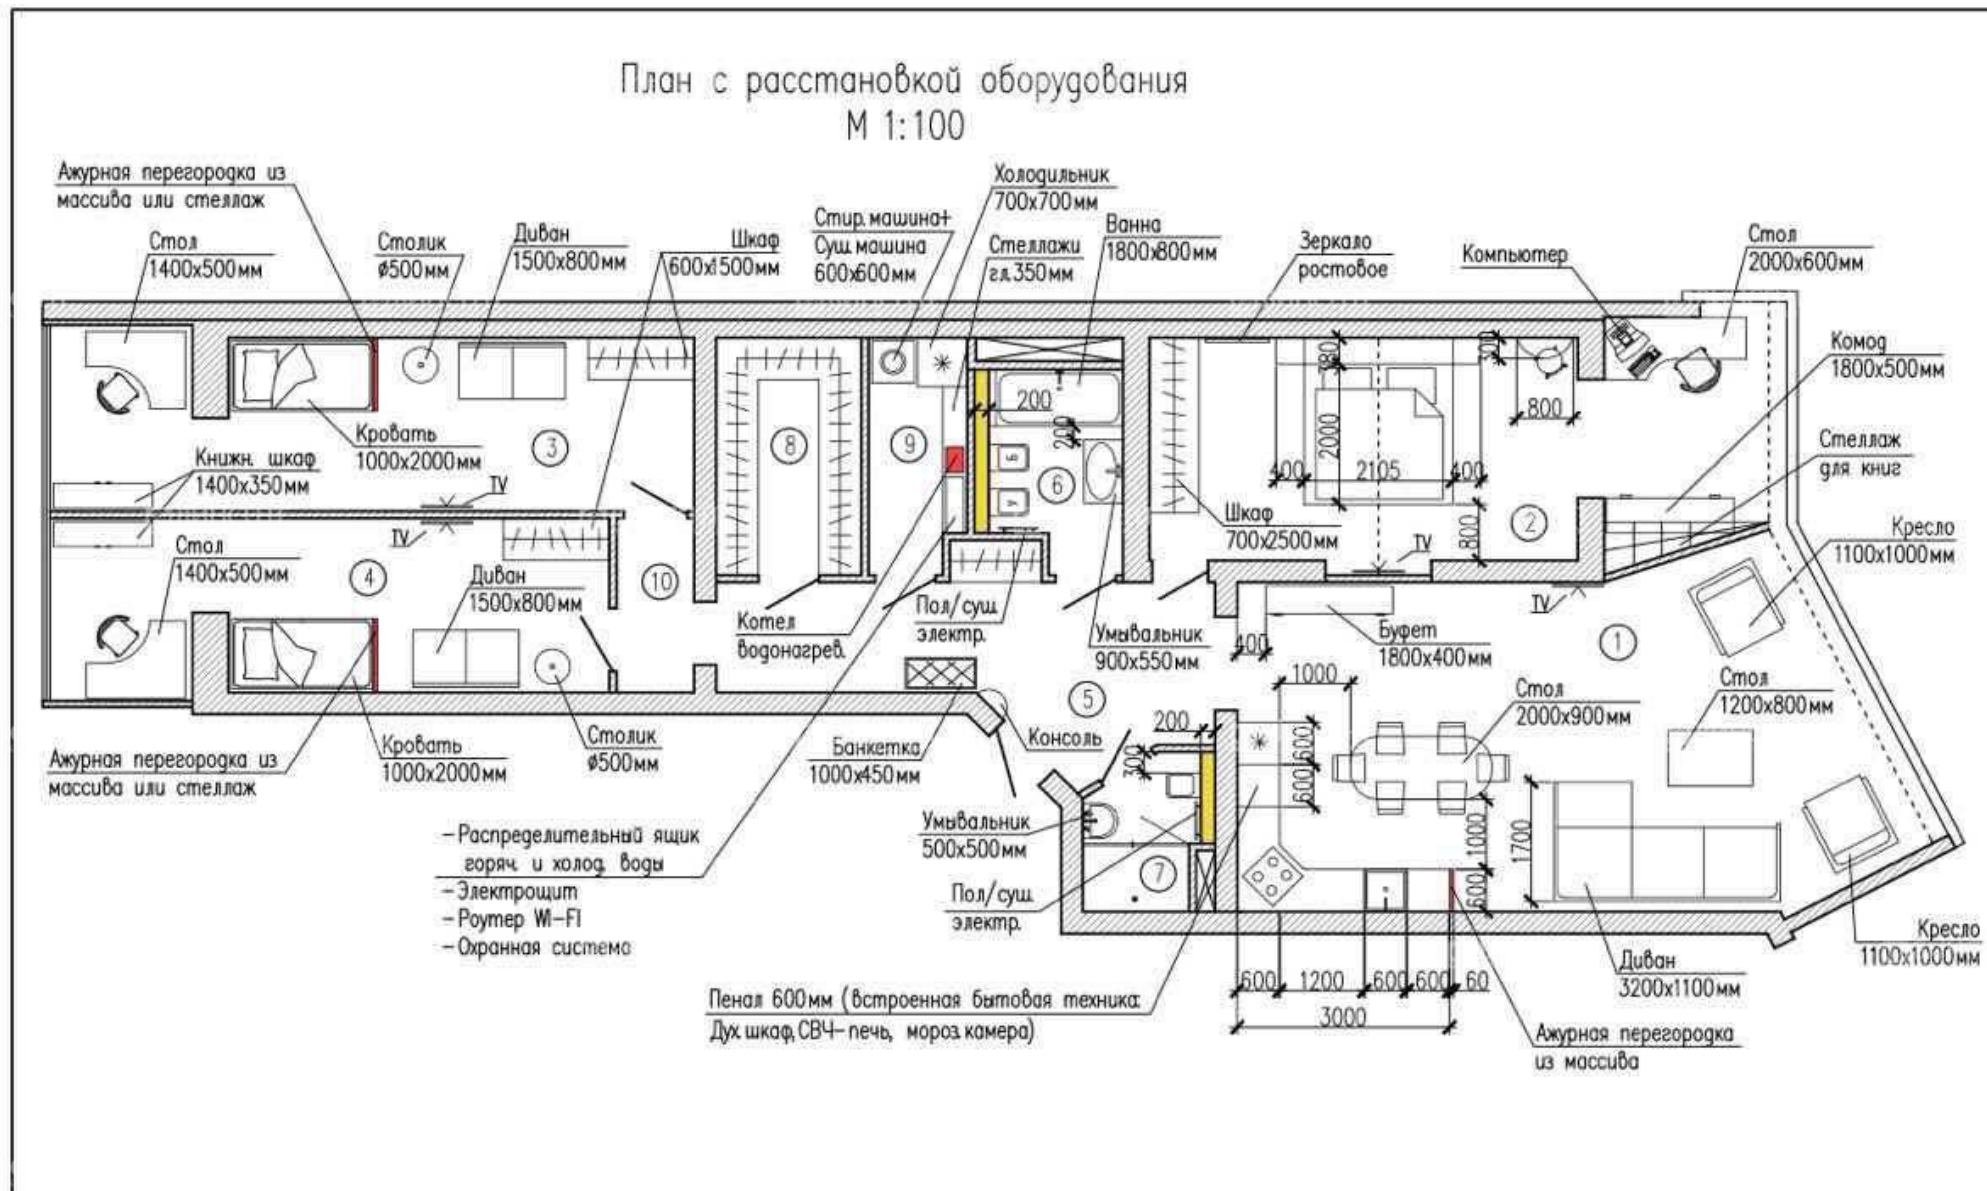 План с расстановкой оборудования
М 1:100
Ажурная перегородка из
массива или стеллаж
Стол
1400х500мм
Столик
ø500мм
Диван
1500х800мм
Шкаф
600х1500мм
Стир. машина+
Суш. машина
600х600мм
Холодильник
700х700мм
Стеллажи
гл.350мм
Ванна
1800х800мм
Зеркало
ростовое
Компьютер
Стол
2000х600мм
Комод
1800х500мм
Стеллаж
для книг
Кресло
1100х1000мм
Кровать
1000х2000мм
3
8
9
200
200
6
380
2000
400
2105
400
300
800
2
800
Книжн. шкаф
1400х350мм
TV
TV
Шкаф
700х2500мм
TV
Стол
1400х500мм
4
Диван
1500х800мм
10
Котел
водонагрев.
Пол/суш.
электр.
Умывальник
900х550мм
400
Буфет
1800х400мм
TV
1
1000
Стол
2000х900мм
Стол
1200х800мм
5
Консоль
200
300
600
600
1000
600
1700
Ажурная перегородка из
массива или стеллаж
Кровать
1000х2000мм
Столик
ø500мм
Банкетка
1000х450мм
Умывальник
500х500мм
7
Пол/суш.
электр.
- Распределительный ящик
горяч. и холод. воды
- Электрощит
- Роутер WI-FI
- Охранная система
Пенал 600мм (встроенная бытовая техника:
Дух. шкаф, СВЧ-печь, мороз.камера)
600
1200
600
600
60
3000
Диван
3200х1100мм
Кресло
1100х1000мм
Ажурная перегородка
из массива